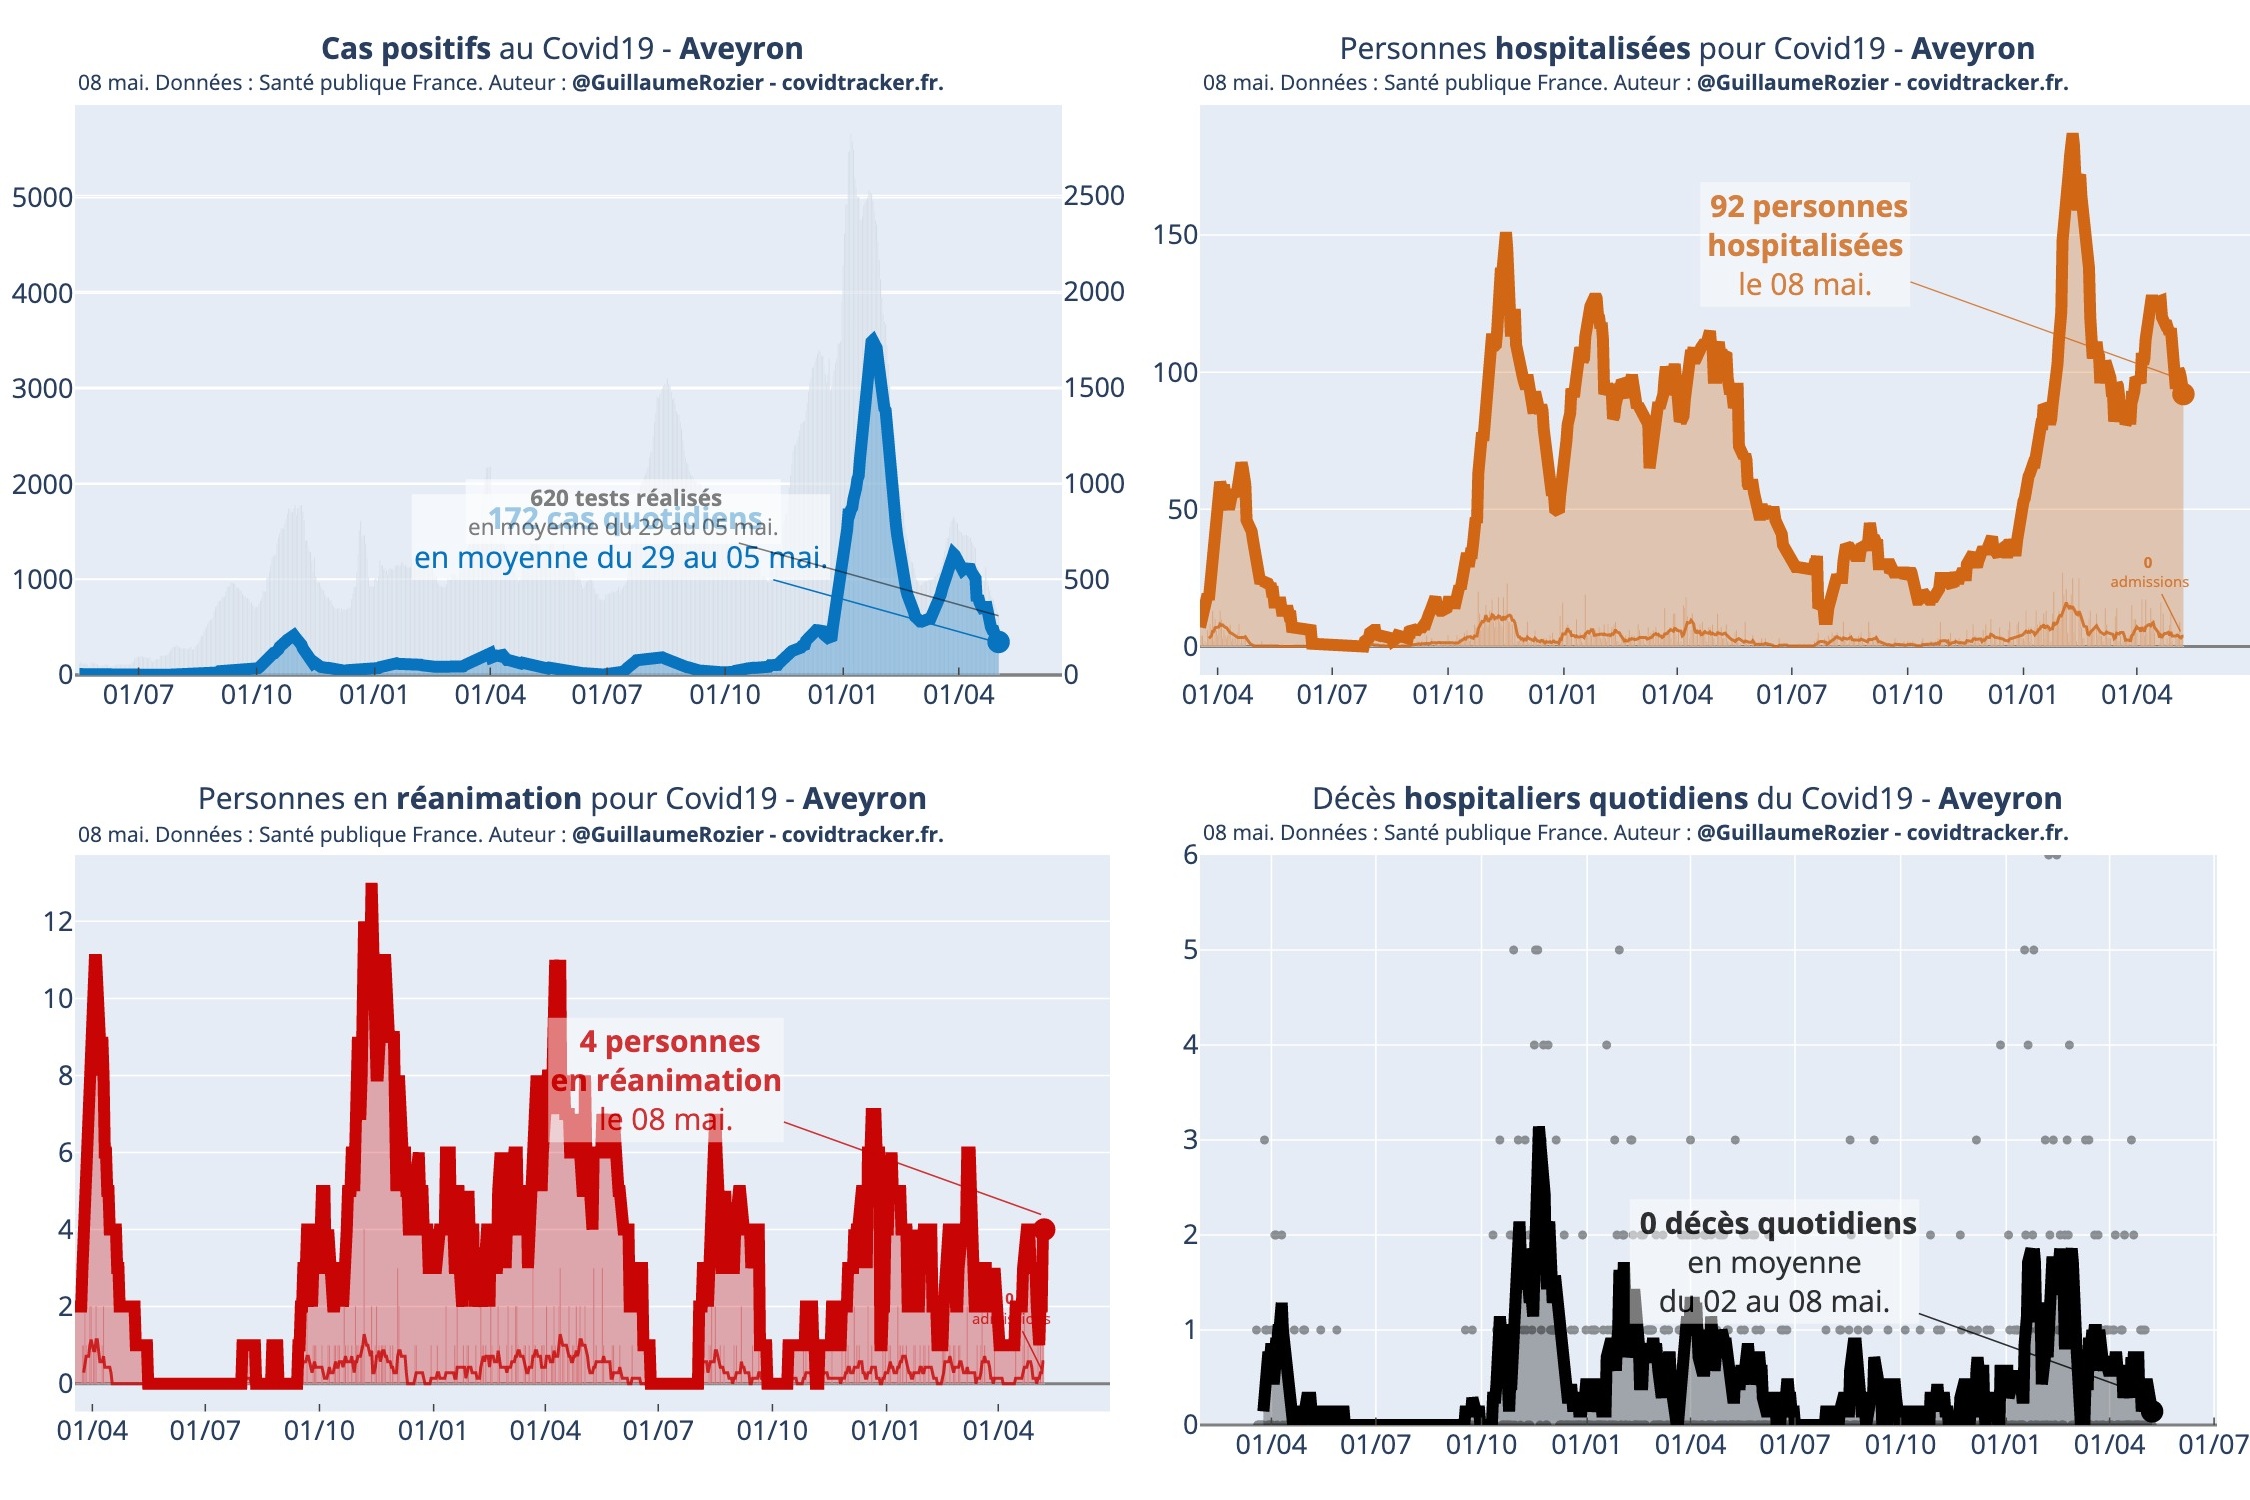 Cas positifs au Covid19 - Aveyron
08 mai. Données : Santé publique France. Auteur : @GuillaumeRozier - covidtracker.fr.
5000
4000
3000
2000
1000
0
2500
2000
1500
1000
500
0
620 tests réalisés
en moyenne du 29 au 05 mai.
172 cas quotidiens
en moyenne du 29 au 05 mai.
01/07 01/10 01/01 01/04 01/07 01/10 01/01 01/04
Personnes hospitalisées pour Covid19 - Aveyron
08 mai. Données : Santé publique France. Auteur : @GuillaumeRozier - covidtracker.fr.
150
100
50
0
92 personnes
hospitalisées
le 08 mai.
0
admissions
01/04 01/07 01/10 01/01 01/04 01/07 01/10 01/01 01/04
Personnes en réanimation pour Covid19 - Aveyron
08 mai. Données : Santé publique France. Auteur : @GuillaumeRozier - covidtracker.fr.
12
10
8
6
4
2
0
4 personnes
en réanimation
le 08 mai.
0
admissions
01/04 01/07 01/10 01/01 01/04 01/07 01/10 01/01 01/04
Décès hospitaliers quotidiens du Covid19 - Aveyron
08 mai. Données : Santé publique France. Auteur : @GuillaumeRozier - covidtracker.fr.
6
5
4
3
2
1
0
0 décès quotidiens
en moyenne
du 02 au 08 mai.
01/04 01/07 01/10 01/01 01/04 01/07 01/10 01/01 01/04 01/07